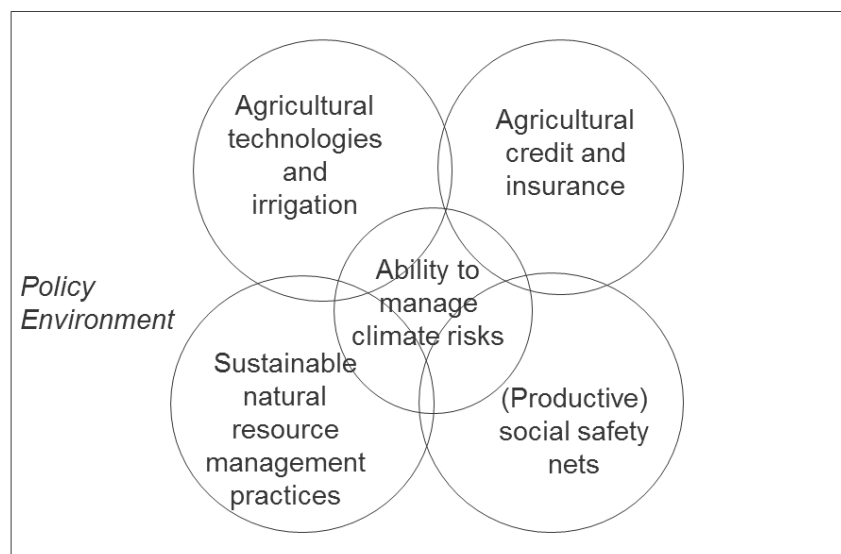 Agricultural
technologies
and
irrigation
Agricultural
credit and
insurance
Ability to
manage
climate risks
Policy
Environment
Sustainable
natural
resource
management
practices
(Productive)
social safety
nets